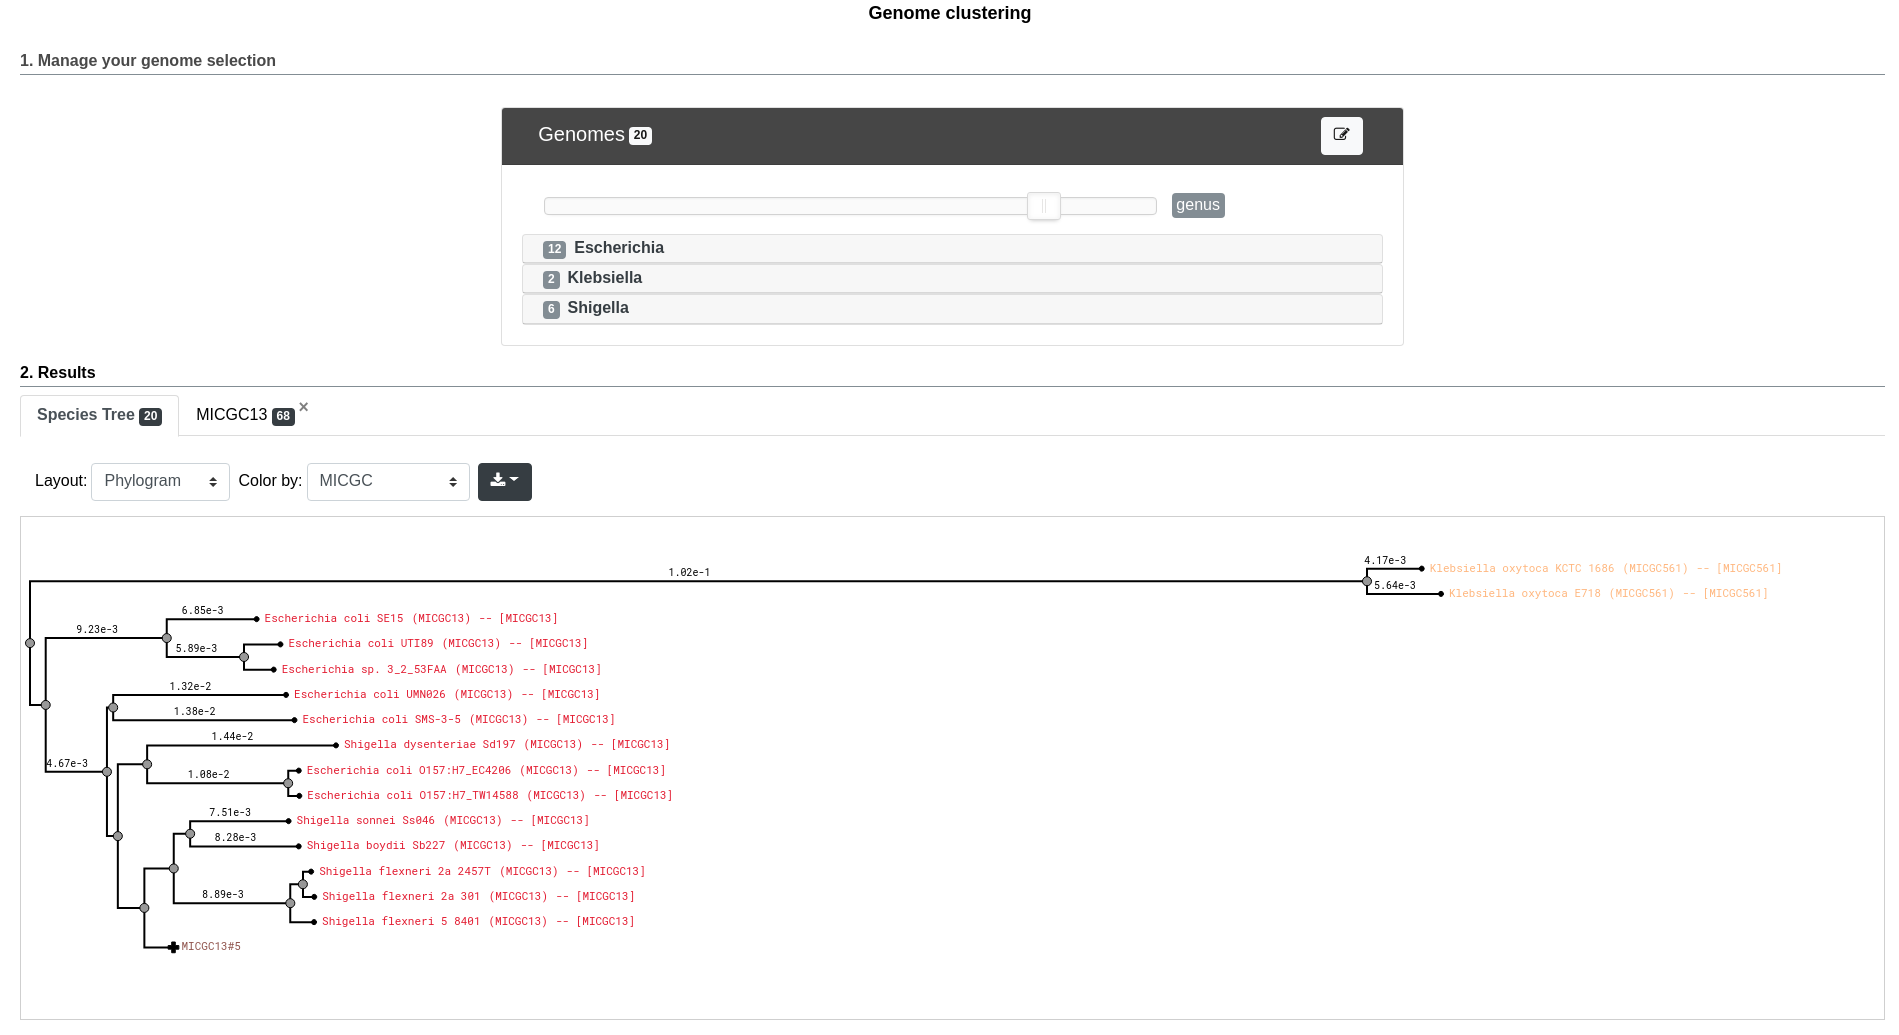 Genome clustering
1. Manage your genome selection
Genomes 20
genus
12 Escherichia
2 Klebsiella
6 Shigella
2. Results
Species Tree 20 MICGC13 68 ×
Layout: Phylogram Color by: MICGC
4.17e-3
Klebsiella oxytoca KCTC 1686 (MICGC561) -- [MICGC561]
1.02e-1
5.64e-3
Klebsiella oxytoca E718 (MICGC561) -- [MICGC561]
6.85e-3
Escherichia coli SE15 (MICGC13) -- [MICGC13]
9.23e-3
Escherichia coli UTI89 (MICGC13) -- [MICGC13]
5.89e-3
Escherichia sp. 3_2_53FAA (MICGC13) -- [MICGC13]
1.32e-2
Escherichia coli UMN026 (MICGC13) -- [MICGC13]
1.38e-2
Escherichia coli SMS-3-5 (MICGC13) -- [MICGC13]
1.44e-2
Shigella dysenteriae Sd197 (MICGC13) -- [MICGC13]
4.67e-3
Escherichia coli O157:H7_EC4206 (MICGC13) -- [MICGC13]
1.08e-2
Escherichia coli O157:H7_TW14588 (MICGC13) -- [MICGC13]
7.51e-3
Shigella sonnei Ss046 (MICGC13) -- [MICGC13]
8.28e-3
Shigella boydii Sb227 (MICGC13) -- [MICGC13]
Shigella flexneri 2a 2457T (MICGC13) -- [MICGC13]
8.89e-3
Shigella flexneri 2a 301 (MICGC13) -- [MICGC13]
Shigella flexneri 5 8401 (MICGC13) -- [MICGC13]
MICGC13#5